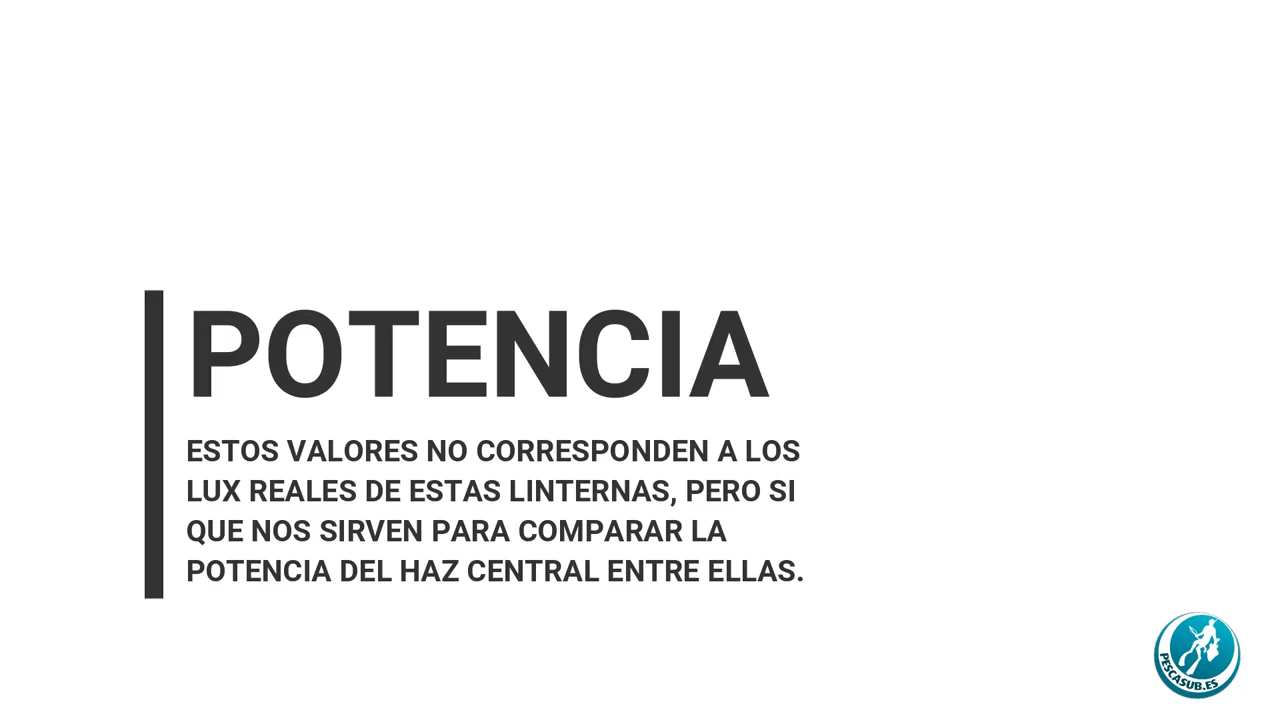 POTENCIA
ESTOS VALORES NO CORRESPONDEN A LOS
LUX REALES DE ESTAS LINTERNAS, PERO SI
QUE NOS SIRVEN PARA COMPARAR LA
POTENCIA DEL HAZ CENTRAL ENTRE ELLAS.
PESCASUB.ES